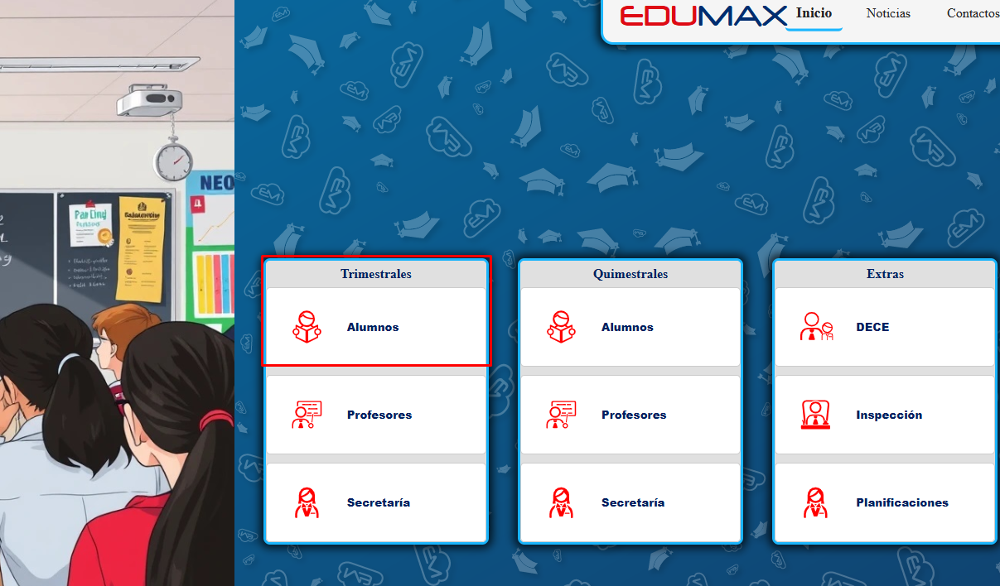 EDUMAX
Inicio
Noticias
Contactos
NEO
Trimestrales
Alumnos
Profesores
Secretaría
Quimestrales
Alumnos
Profesores
Secretaría
Extras
DECE
Inspección
Planificaciones